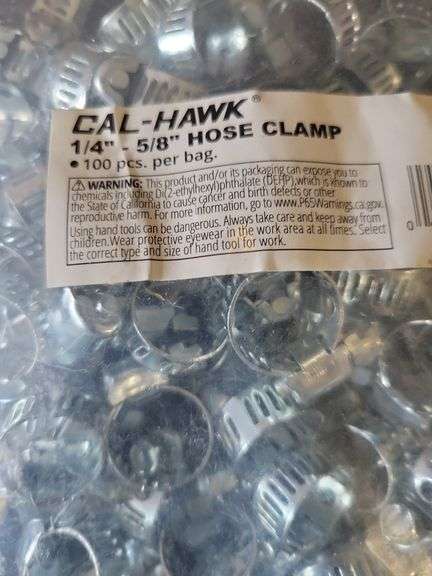 CAL-HAWK®
1/4" - 5/8" HOSE CLAMP
• 100 pcs. per bag.
⚠ WARNING: This product and/or its packaging can expose you to
chemicals including Di(2-ethylhexyl)phthalate (DEHP),which is known to
the State of California to cause cancer and birth defects or other
reproductive harm. For more information, go to www.P65Warnings.ca.gov.
Using hand tools can be dangerous. Always take care and keep away from
children.Wear protective eyewear in the work area at all times. Select
the correct type and size of hand tool for work.
0